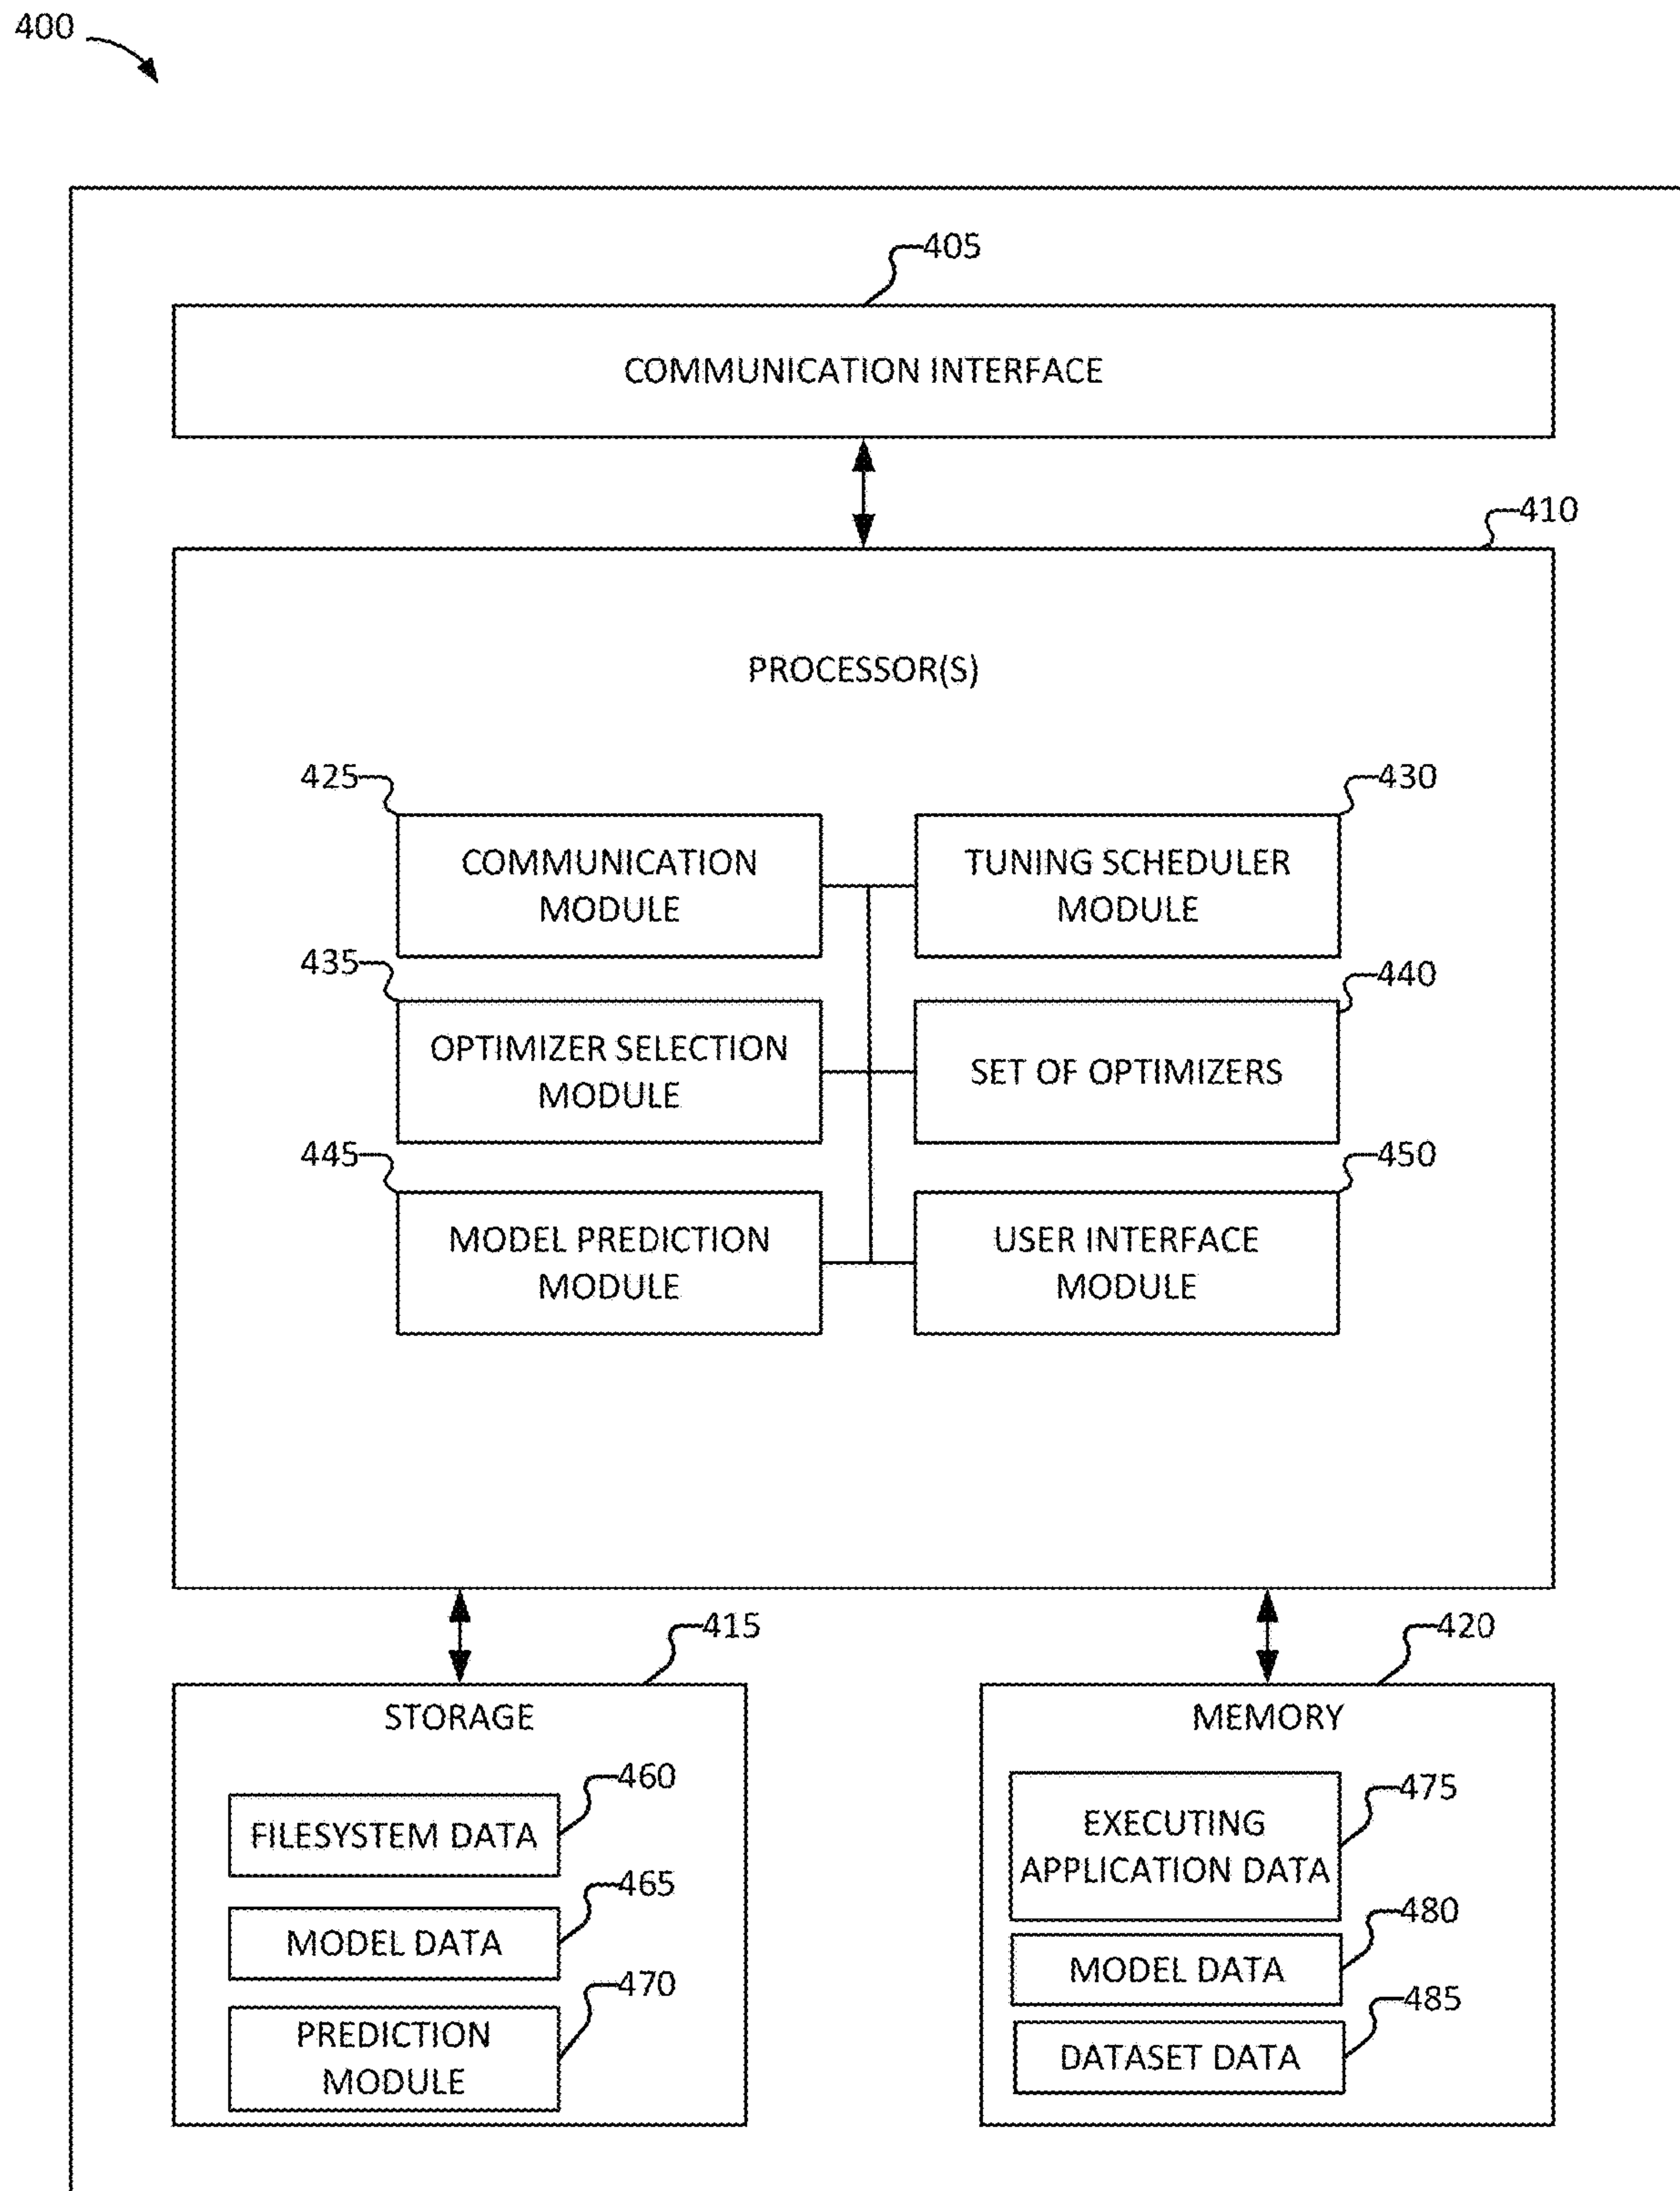 400
405
COMMUNICATION INTERFACE
410
PROCESSOR(S)
425
430
COMMUNICATION
MODULE
TUNING SCHEDULER
MODULE
435
440
OPTIMIZER SELECTION
MODULE
SET OF OPTIMIZERS
445
450
MODEL PREDICTION
MODULE
USER INTERFACE
MODULE
415
420
STORAGE
460
FILESYSTEM DATA
465
MODEL DATA
470
PREDICTION
MODULE
MEMORY
475
EXECUTING
APPLICATION DATA
480
MODEL DATA
485
DATASET DATA